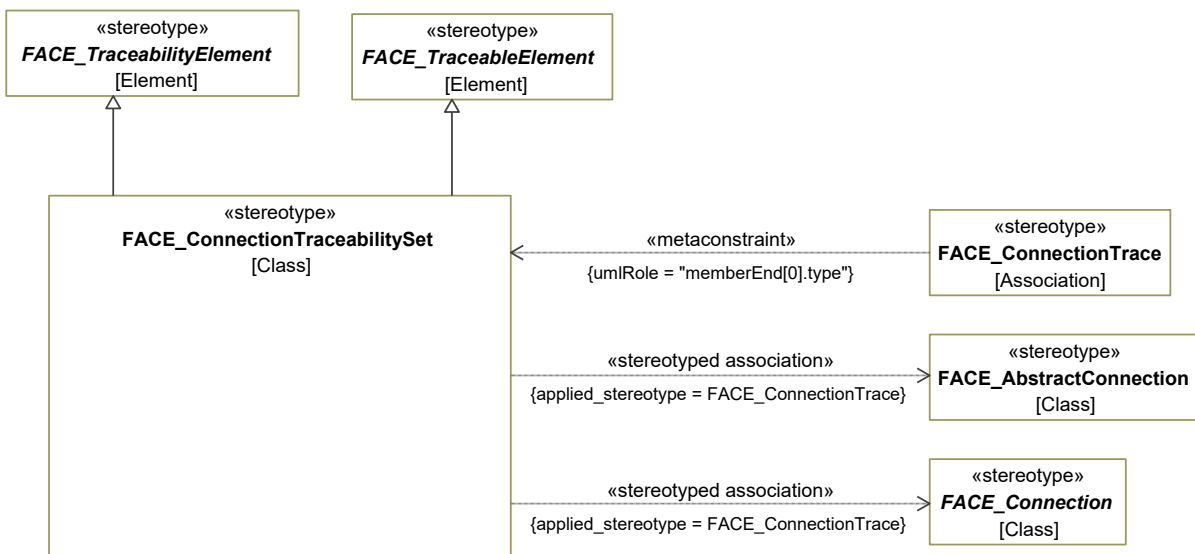 «stereotype»
FACE_TraceabilityElement
[Element]
«stereotype»
FACE_TraceableElement
[Element]
«stereotype»
FACE_ConnectionTraceabilitySet
[Class]
«metaconstraint»
{umlRole = "memberEnd[0].type"}
«stereotype»
FACE_ConnectionTrace
[Association]
«stereotyped association»
{applied_stereotype = FACE_ConnectionTrace}
«stereotype»
FACE_AbstractConnection
[Class]
«stereotyped association»
{applied_stereotype = FACE_ConnectionTrace}
«stereotype»
FACE_Connection
[Class]